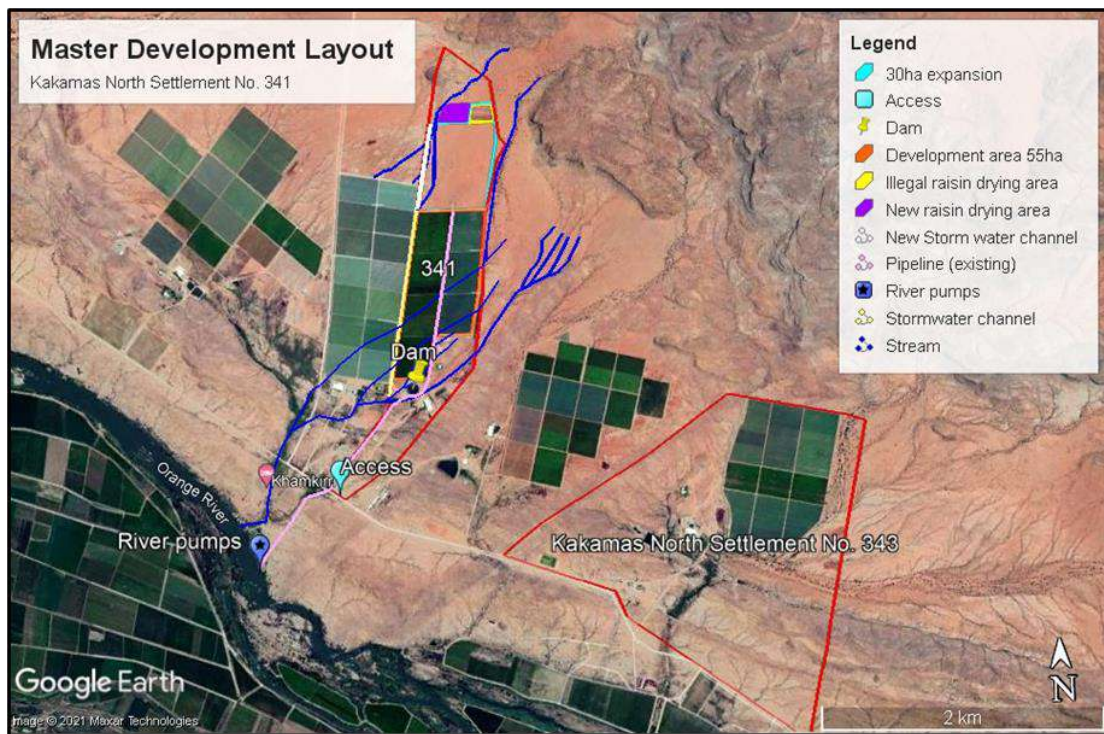 Master Development Layout
Kakamas North Settlement No. 341
Legend
30ha expansion
Access
Dam
Development area 55ha
Illegal raisin drying area
New raisin drying area
New Storm water channel
Pipeline (existing)
River pumps
Stormwater channel
Stream
341
Dam
Access
Khamkirri
Orange River
River pumps
Kakamas North Settlement No. 343
Google Earth
Image © 2021 Maxar Technologies
N
2 km